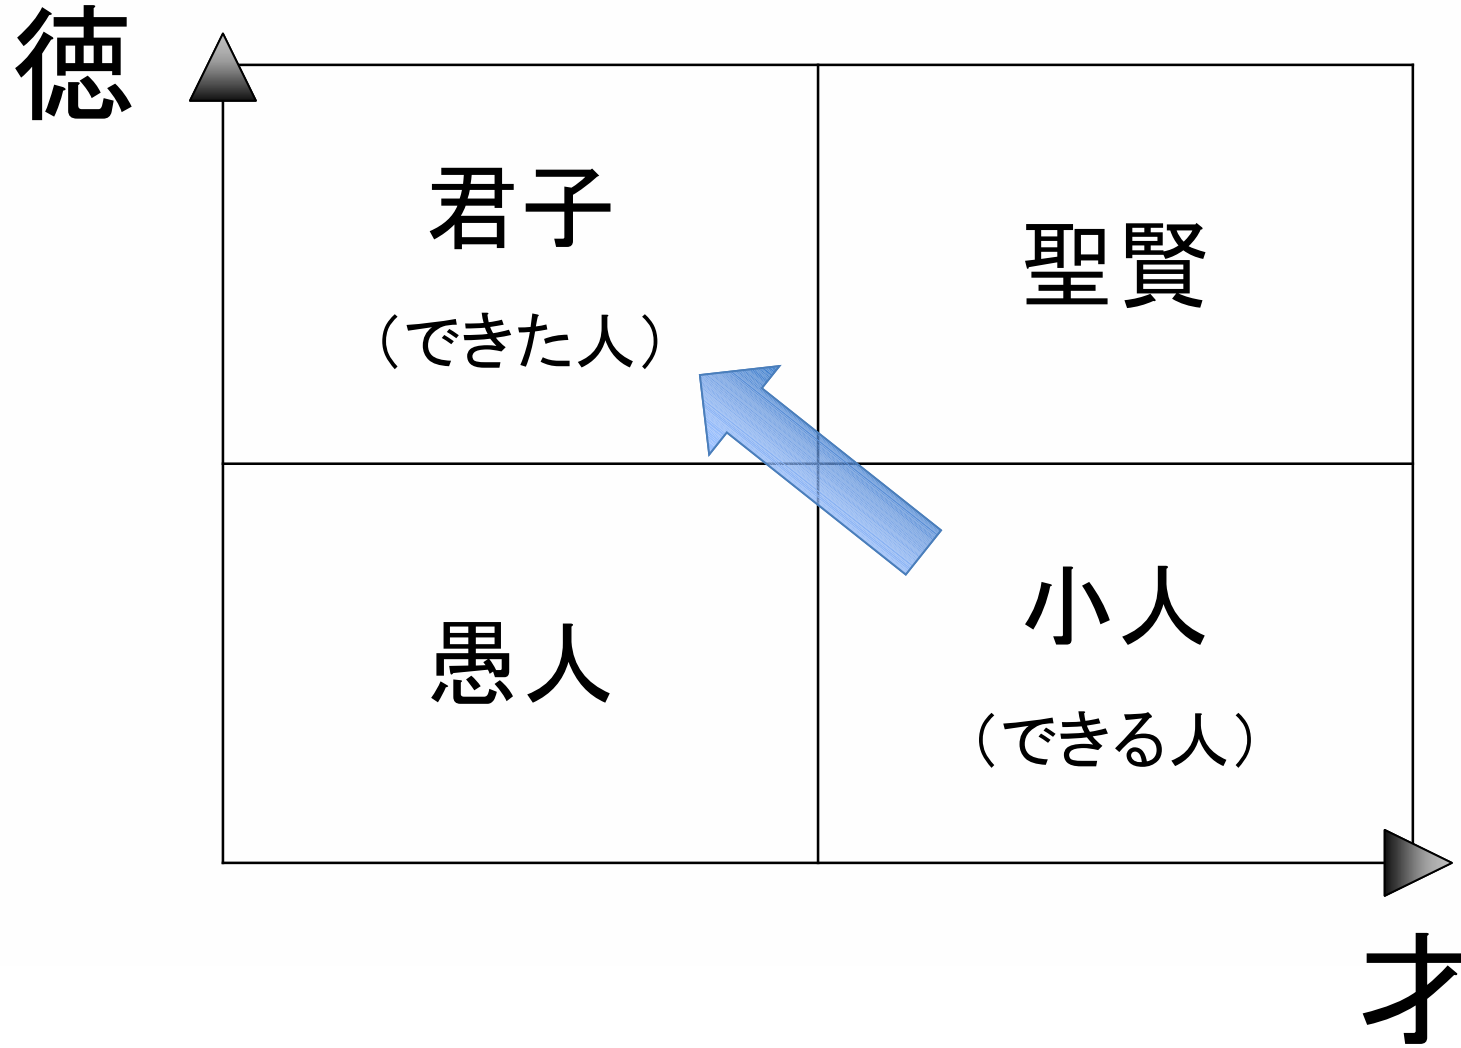 徳
君子
（できた人）
聖賢
愚人
小人
（できる人）
才